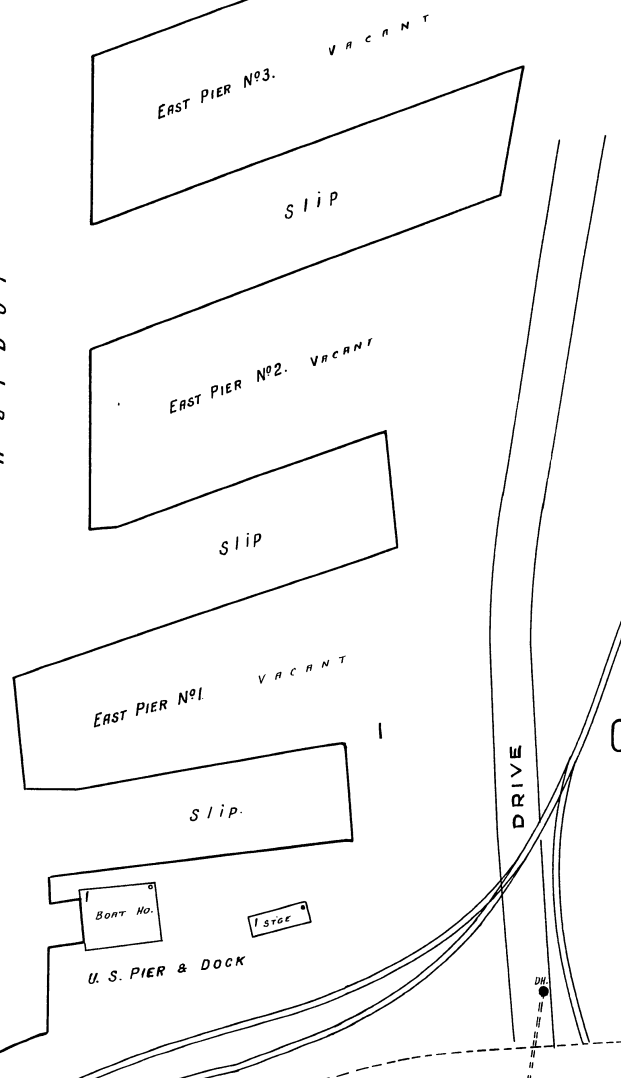 VACANT
EAST PIER Nº3.
Slip
VACANT
EAST PIER Nº2.
Slip
VACANT
EAST PIER Nº1.
1
DRIVE
Slip.
1
BOAT HO.
1 STGE
U. S. PIER & DOCK
DH.